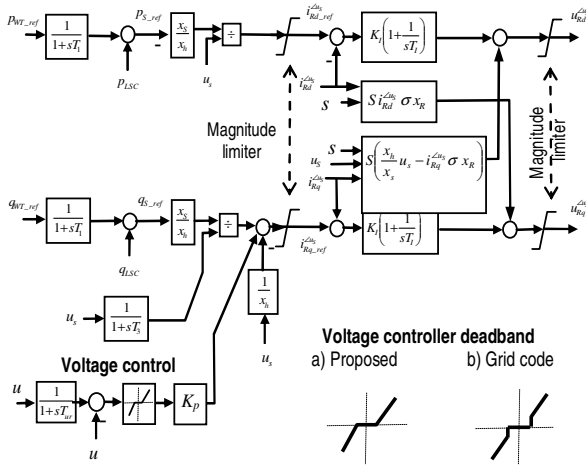 p_WT_ref
1
1+sT_1
p_LSC
p_S_ref
x_S
x_h
u_s
÷
i_Rd_ref^∠u_S
i_Rd^∠u_S
K_I(1+1/sT_I)
u_Rd^∠u_S
s
S i_Rd^∠u_S σ x_R
Magnitude
limiter
s
u_S
i_Rq^∠u_S
S(x_h/x_s u_s − i_Rq^∠u_S σ x_R)
Magnitude
limiter
q_WT_ref
1
1+sT_1
q_LSC
q_S_ref
x_S
x_h
÷
i_Rq_ref^∠u_S
K_I(1+1/sT_I)
u_Rq^∠u_S
u_s
1
1+sT_3
1
x_h
u_s
Voltage control
u
1
1+sT_ur
u
K_p
Voltage controller deadband
a) Proposed
b) Grid code